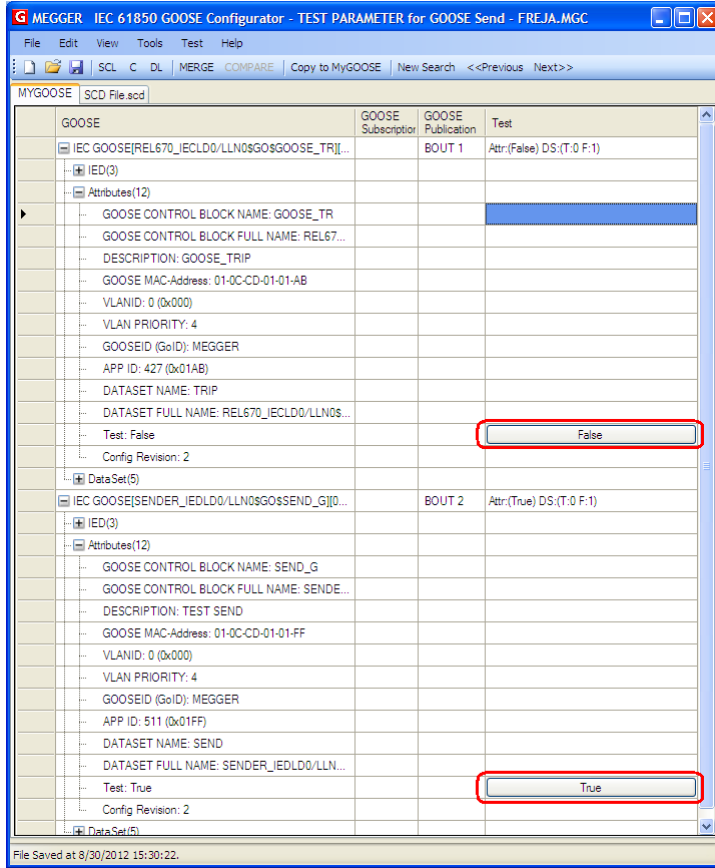 G MEGGER IEC 61850 GOOSE Configurator - TEST PARAMETER for GOOSE Send - FREJA.MGC
File Edit View Tools Test Help
SCL C DL MERGE COMPARE Copy to MyGOOSE New Search <<Previous Next>>
MYGOOSE SCD File.scd
GOOSE GOOSE Subscription GOOSE Publication Test
IEC GOOSE[REL670_IECLD0/LLN0$GO$GOOSE_TR][... BOUT 1 Attr:(False) DS:(T:0 F:1)
IED(3)
Attributes(12)
GOOSE CONTROL BLOCK NAME: GOOSE_TR
GOOSE CONTROL BLOCK FULL NAME: REL67...
DESCRIPTION: GOOSE_TRIP
GOOSE MAC-Address: 01-0C-CD-01-01-AB
VLANID: 0 (0x000)
VLAN PRIORITY: 4
GOOSEID (GoID): MEGGER
APP ID: 427 (0x01AB)
DATASET NAME: TRIP
DATASET FULL NAME: REL670_IECLD0/LLN0$...
Test: False False
Config Revision: 2
DataSet(5)
IEC GOOSE[SENDER_IEDLD0/LLN0$GO$SEND_G][0... BOUT 2 Attr:(True) DS:(T:0 F:1)
IED(3)
Attributes(12)
GOOSE CONTROL BLOCK NAME: SEND_G
GOOSE CONTROL BLOCK FULL NAME: SENDE...
DESCRIPTION: TEST SEND
GOOSE MAC-Address: 01-0C-CD-01-01-FF
VLANID: 0 (0x000)
VLAN PRIORITY: 4
GOOSEID (GoID): MEGGER
APP ID: 511 (0x01FF)
DATASET NAME: SEND
DATASET FULL NAME: SENDER_IEDLD0/LLN...
Test: True True
Config Revision: 2
DataSet(5)
File Saved at 8/30/2012 15:30:22.